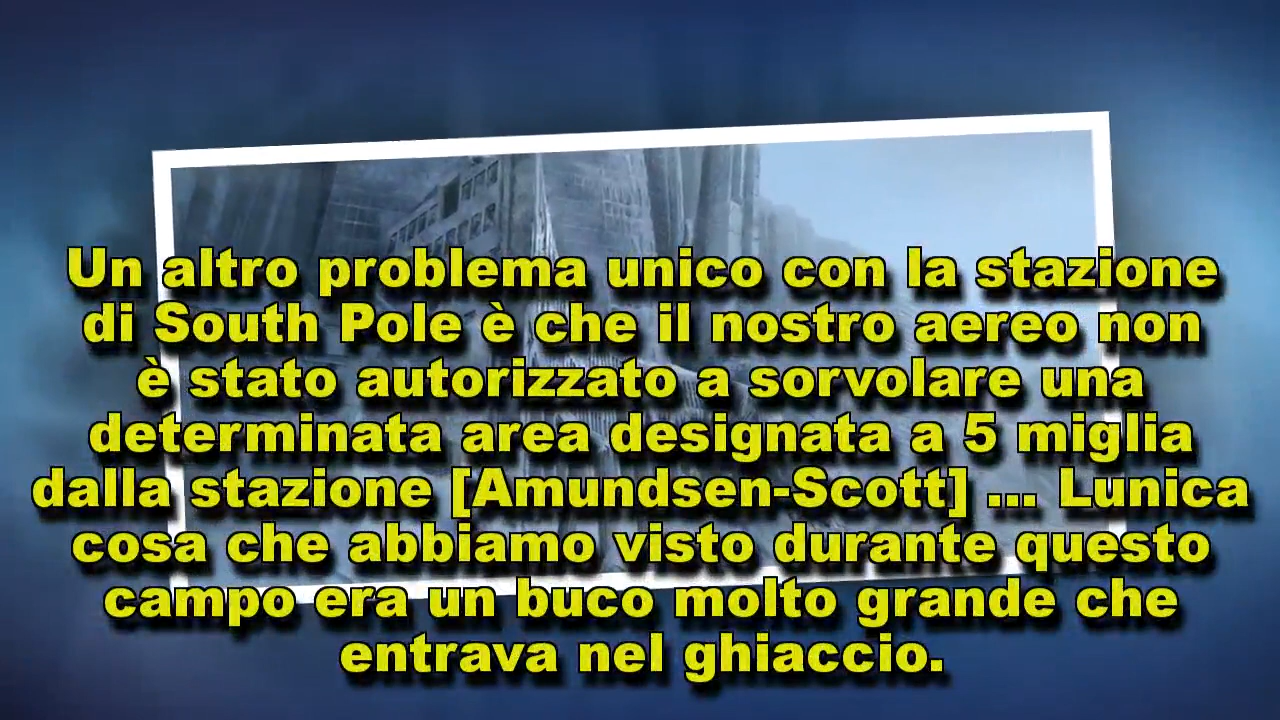 Un altro problema unico con la stazione
di South Pole è che il nostro aereo non
è stato autorizzato a sorvolare una
determinata area designata a 5 miglia
dalla stazione [Amundsen-Scott] ... Lunica
cosa che abbiamo visto durante questo
campo era un buco molto grande che
entrava nel ghiaccio.